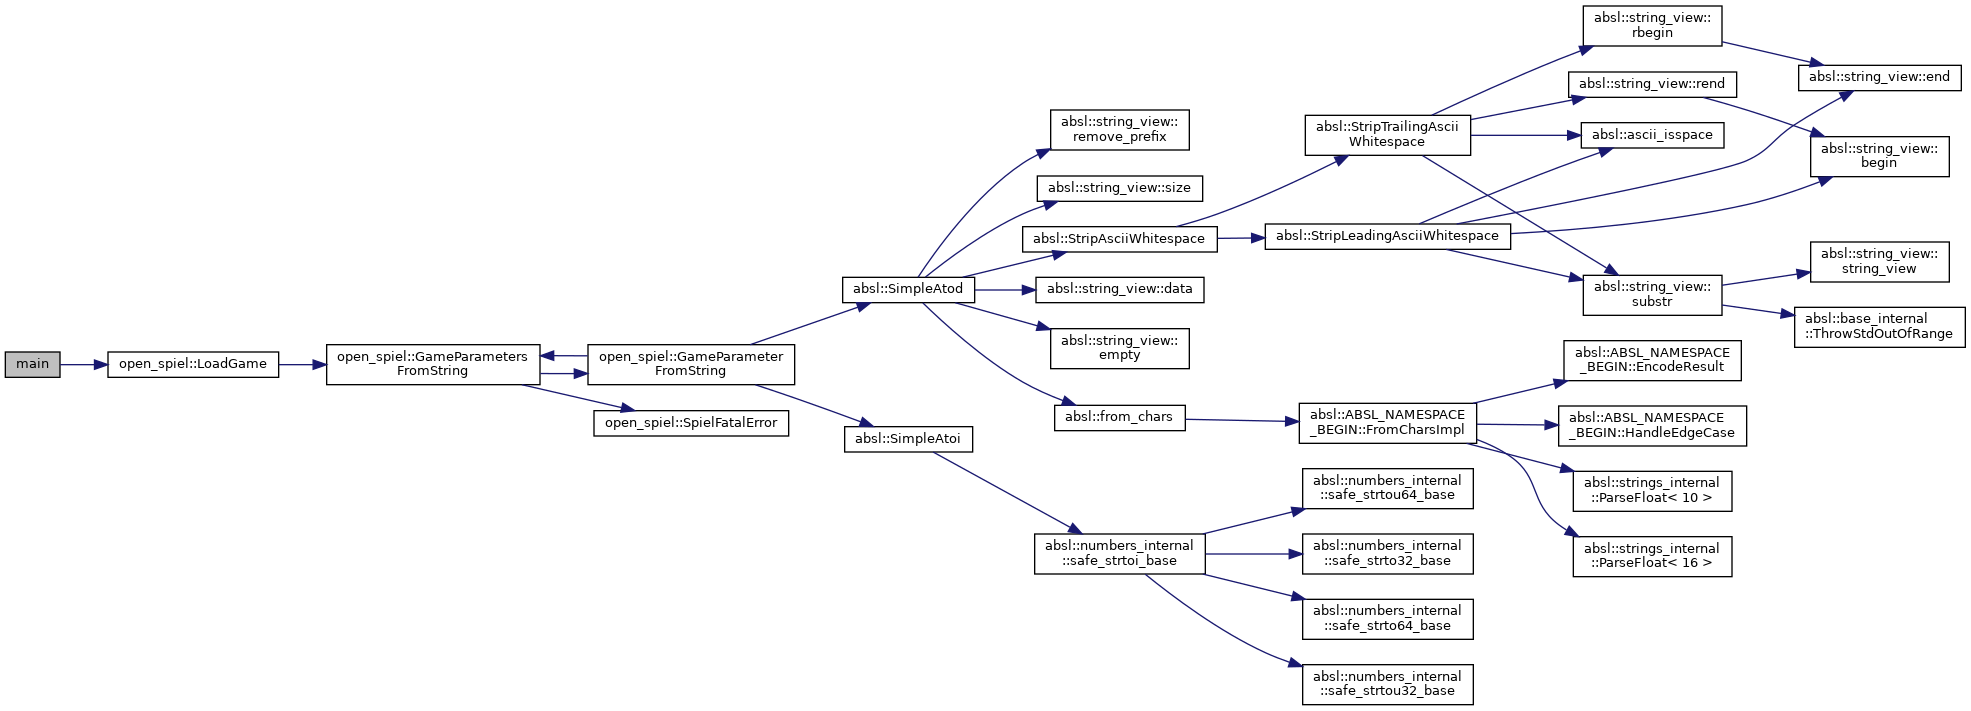 main
open_spiel::LoadGame
open_spiel::GameParameters
FromString
open_spiel::GameParameter
FromString
open_spiel::SpielFatalError
absl::SimpleAtod
absl::SimpleAtoi
absl::string_view::
remove_prefix
absl::string_view::size
absl::StripAsciiWhitespace
absl::string_view::data
absl::string_view::
empty
absl::from_chars
absl::numbers_internal
::safe_strtoi_base
absl::StripTrailingAscii
Whitespace
absl::StripLeadingAsciiWhitespace
absl::ABSL_NAMESPACE
_BEGIN::FromCharsImpl
absl::numbers_internal
::safe_strtou64_base
absl::numbers_internal
::safe_strto32_base
absl::numbers_internal
::safe_strto64_base
absl::numbers_internal
::safe_strtou32_base
absl::string_view::
rbegin
absl::string_view::rend
absl::ascii_isspace
absl::string_view::
substr
absl::ABSL_NAMESPACE
_BEGIN::EncodeResult
absl::ABSL_NAMESPACE
_BEGIN::HandleEdgeCase
absl::strings_internal
::ParseFloat< 10 >
absl::strings_internal
::ParseFloat< 16 >
absl::string_view::end
absl::string_view::
begin
absl::string_view::
string_view
absl::base_internal
::ThrowStdOutOfRange